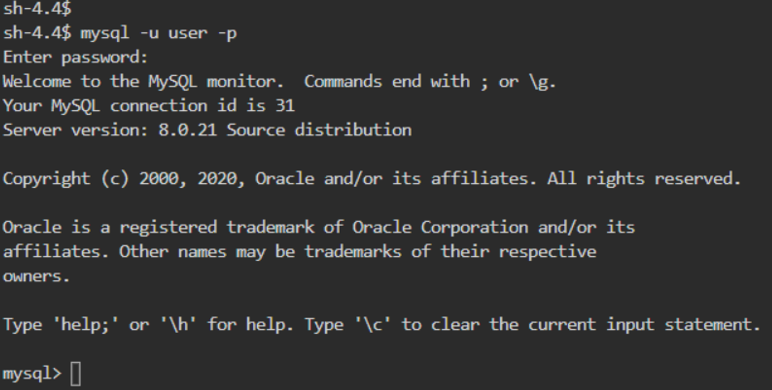 sh-4.4$
sh-4.4$ mysql -u user -p
Enter password:
Welcome to the MySQL monitor.  Commands end with ; or \g.
Your MySQL connection id is 31
Server version: 8.0.21 Source distribution
Copyright (c) 2000, 2020, Oracle and/or its affiliates. All rights reserved.
Oracle is a registered trademark of Oracle Corporation and/or its
affiliates. Other names may be trademarks of their respective
owners.
Type 'help;' or '\h' for help. Type '\c' to clear the current input statement.
mysql>